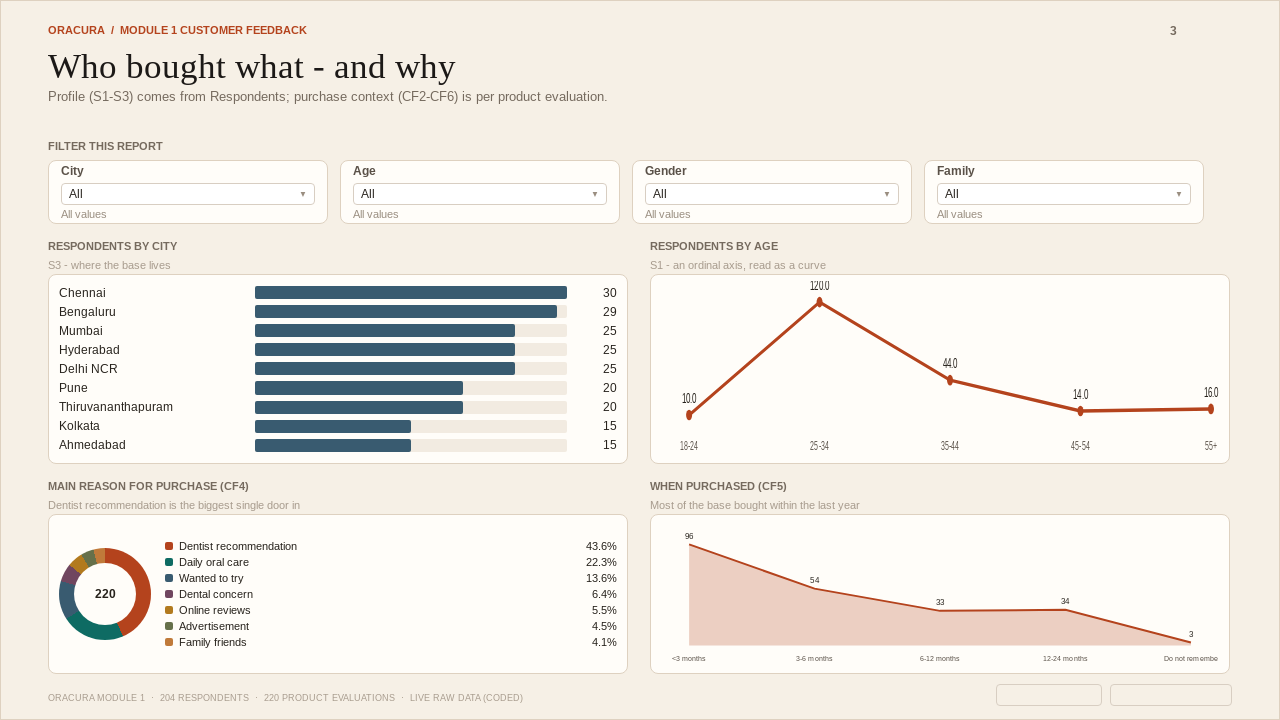 ORACURA / MODULE 1 CUSTOMER FEEDBACK
3
Who bought what - and why
Profile (S1-S3) comes from Respondents; purchase context (CF2-CF6) is per product evaluation.
FILTER THIS REPORT
City
All
All values
Age
All
All values
Gender
All
All values
Family
All
All values
RESPONDENTS BY CITY
S3 - where the base lives
Chennai 30
Bengaluru 29
Mumbai 25
Hyderabad 25
Delhi NCR 25
Pune 20
Thiruvananthapuram 20
Kolkata 15
Ahmedabad 15
RESPONDENTS BY AGE
S1 - an ordinal axis, read as a curve
120.0
44.0
10.0 14.0 16.0
18-24 25-34 35-44 45-54 55+
MAIN REASON FOR PURCHASE (CF4)
Dentist recommendation is the biggest single door in
220
Dentist recommendation 43.6%
Daily oral care 22.3%
Wanted to try 13.6%
Dental concern 6.4%
Online reviews 5.5%
Advertisement 4.5%
Family friends 4.1%
WHEN PURCHASED (CF5)
Most of the base bought within the last year
96
54
33 34
3
<3 months 3-6 months 6-12 months 12-24 months Do not remembe
ORACURA MODULE 1 · 204 RESPONDENTS · 220 PRODUCT EVALUATIONS · LIVE RAW DATA (CODED)